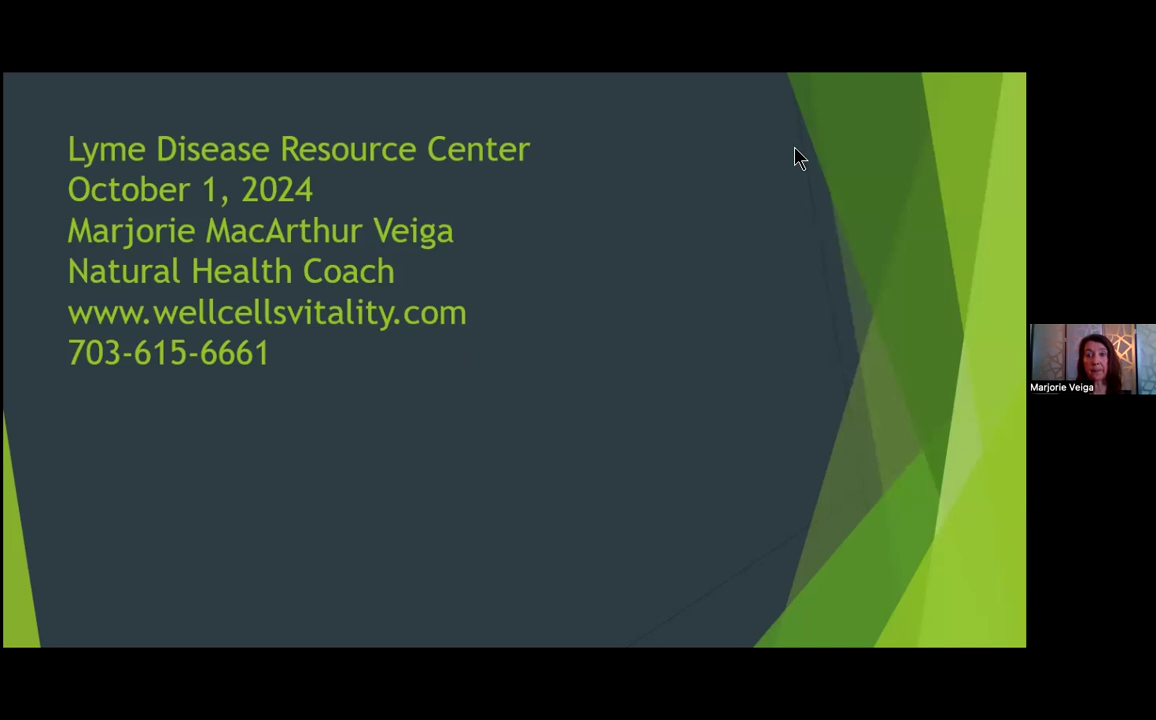 Lyme Disease Resource Center
October 1, 2024
Marjorie MacArthur Veiga
Natural Health Coach
www.wellcellsvitality.com
703-615-6661
Marjorie Veiga